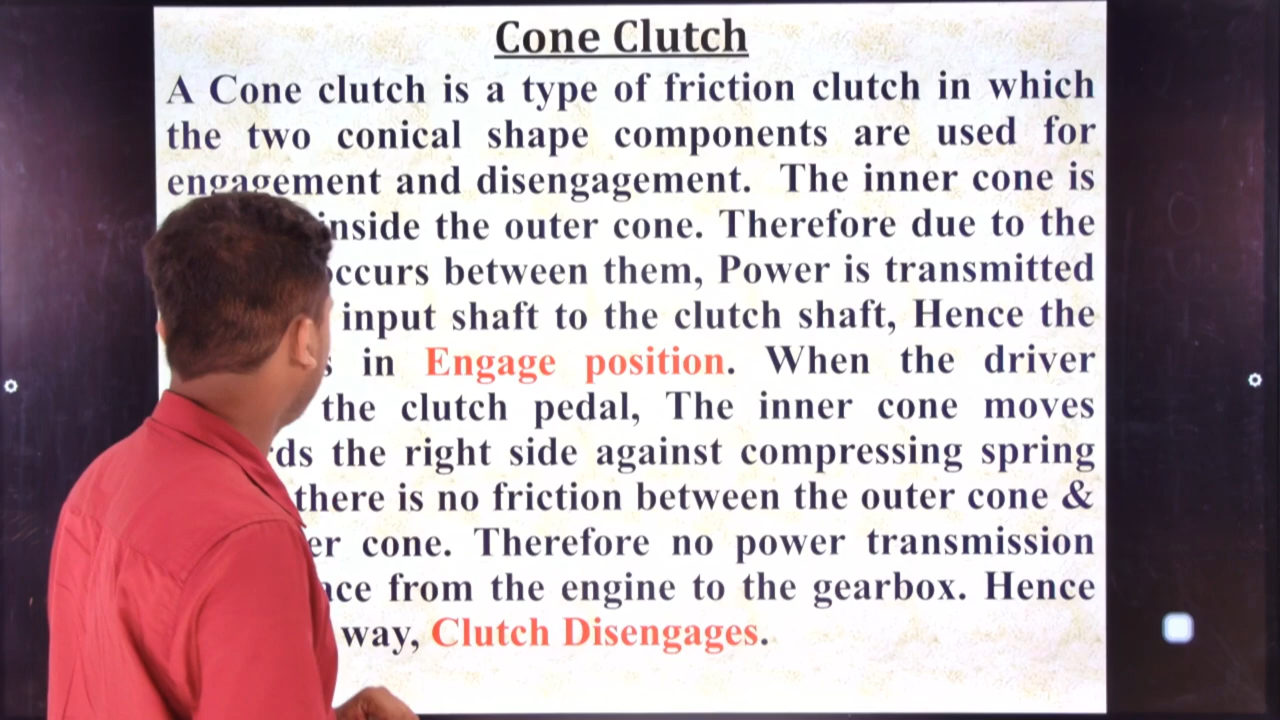 Cone Clutch
A Cone clutch is a type of friction clutch in which
the two conical shape components are used for
engagement and disengagement. The inner cone is
inside the outer cone. Therefore due to the
occurs between them, Power is transmitted
input shaft to the clutch shaft, Hence the
in Engage position. When the driver
the clutch pedal, The inner cone moves
the right side against compressing spring
there is no friction between the outer cone &
cone. Therefore no power transmission
from the engine to the gearbox. Hence
way, Clutch Disengages.